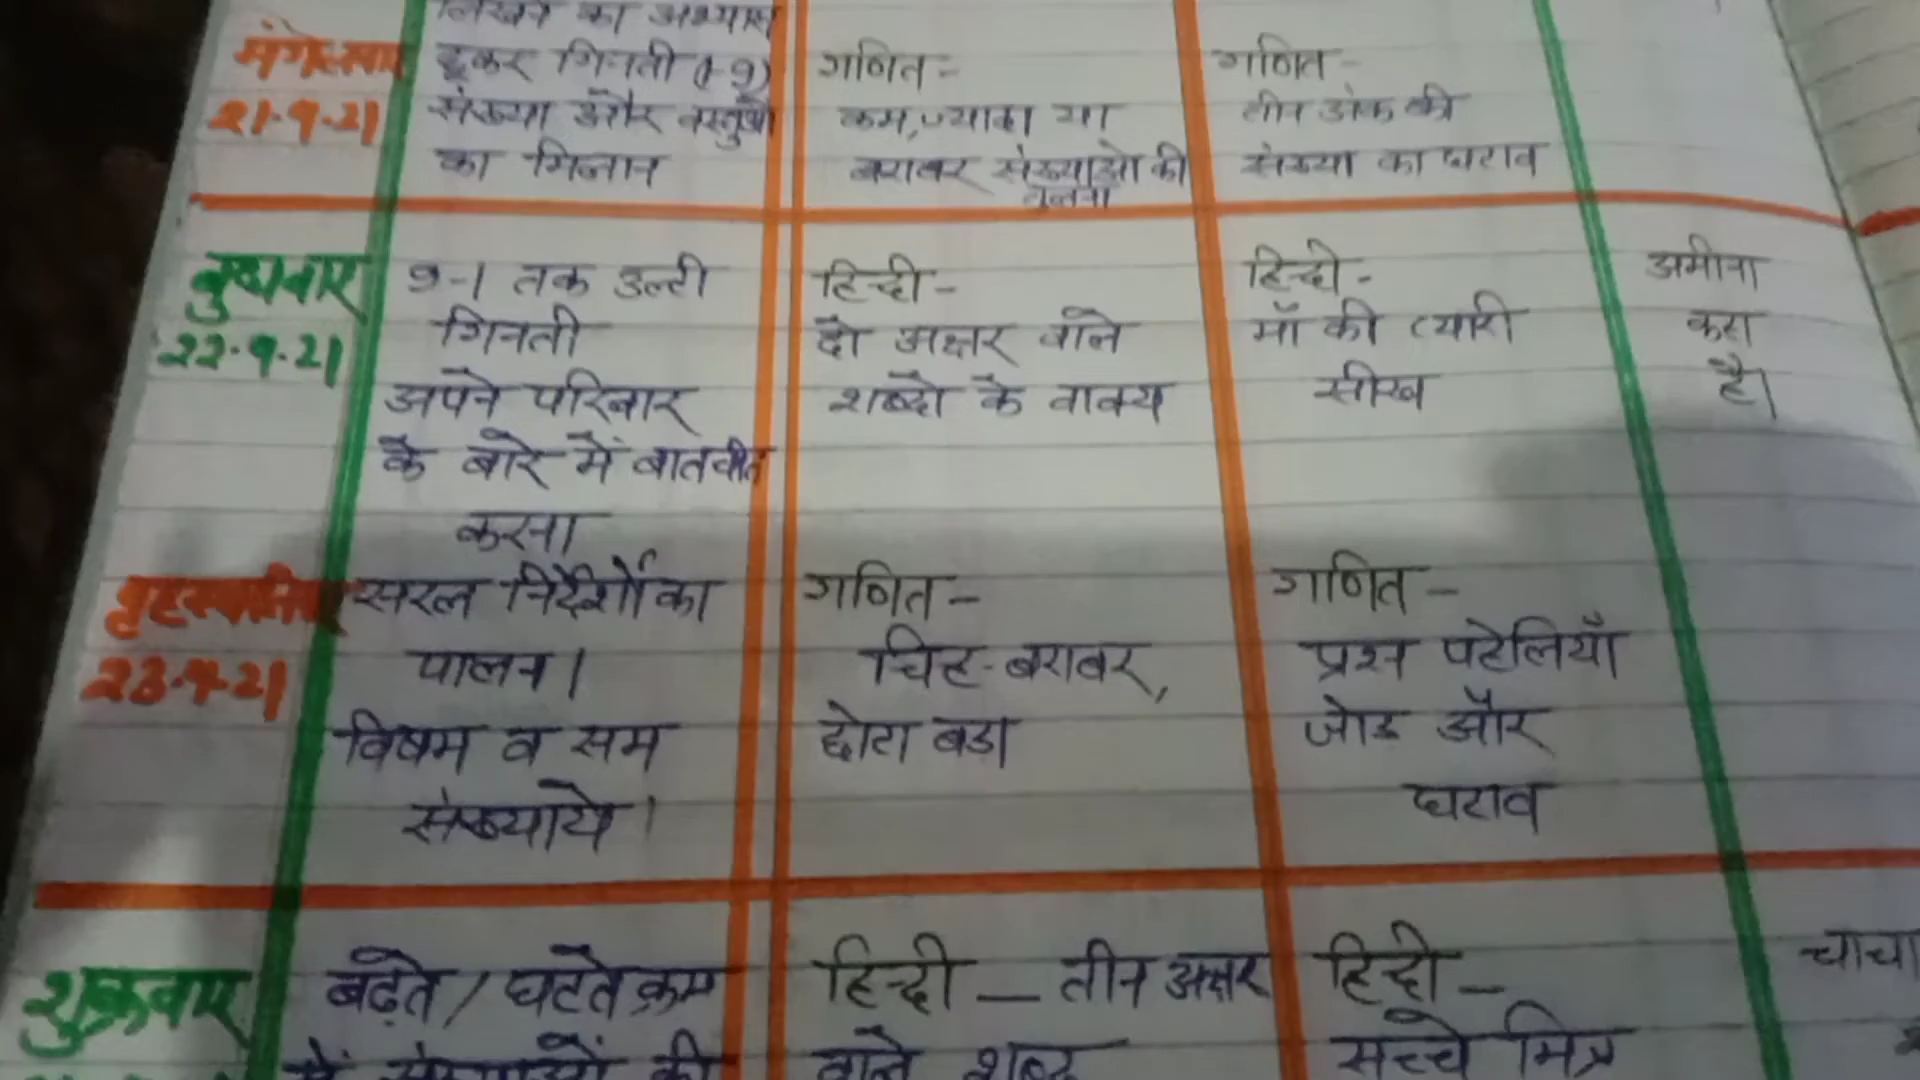 लिखने का अभ्यास
मंगलवार
21.9.21
छूकर गिनती (1-9)
संख्या और वस्तुओ
का मिलान
गणित-
कम, ज्यादा या
बराबर संख्याओ की
तुलना
गणित-
तीन अंक की
संख्या का घटाव
बुधवार
22.9.21
9-1 तक उल्टी
गिनती
अपने परिवार
के बारे में बातचीत
करना
हिन्दी-
दो अक्षर वाले
शब्दो के वाक्य
हिन्दी-
माँ की प्यारी
सीख
अमीना
करा
है।
बृहस्पतिवार
23.9.21
सरल निर्देशों का
पालन।
विषम व सम
संख्याये।
गणित-
चिह- बराबर,
छोटा बडा
गणित-
प्रश्न पहेलियाँ
जोड और
घटाव
शुक्रवार
बढ़ते / घटते क्रम
में संख्याओं की
हिन्दी - तीन अक्षर
वाले शब्द
हिन्दी-
सच्चे मित्र
चाचा